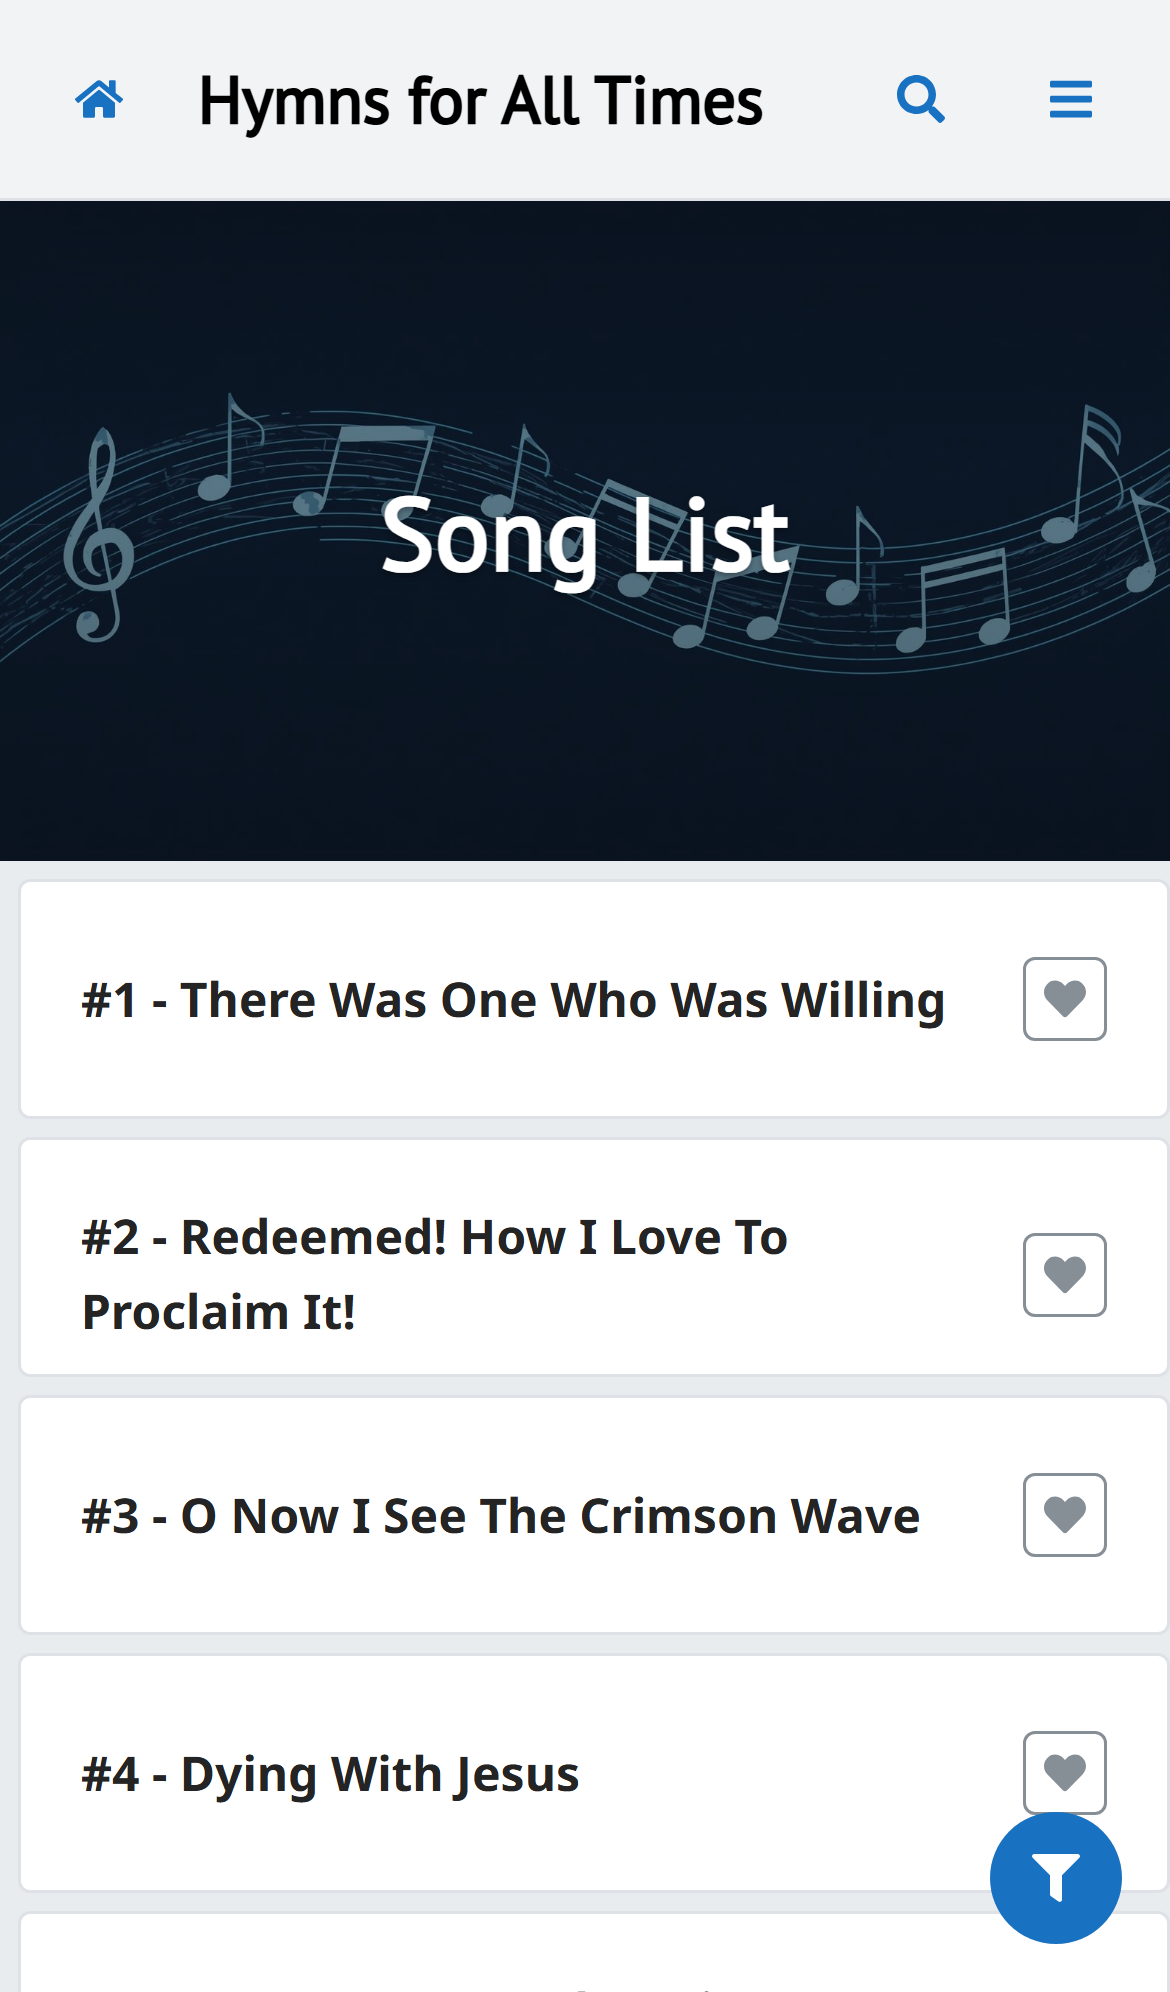 Hymns for All Times
Song List
#1 - There Was One Who Was Willing
#2 - Redeemed! How I Love To
Proclaim It!
#3 - O Now I See The Crimson Wave
#4 - Dying With Jesus